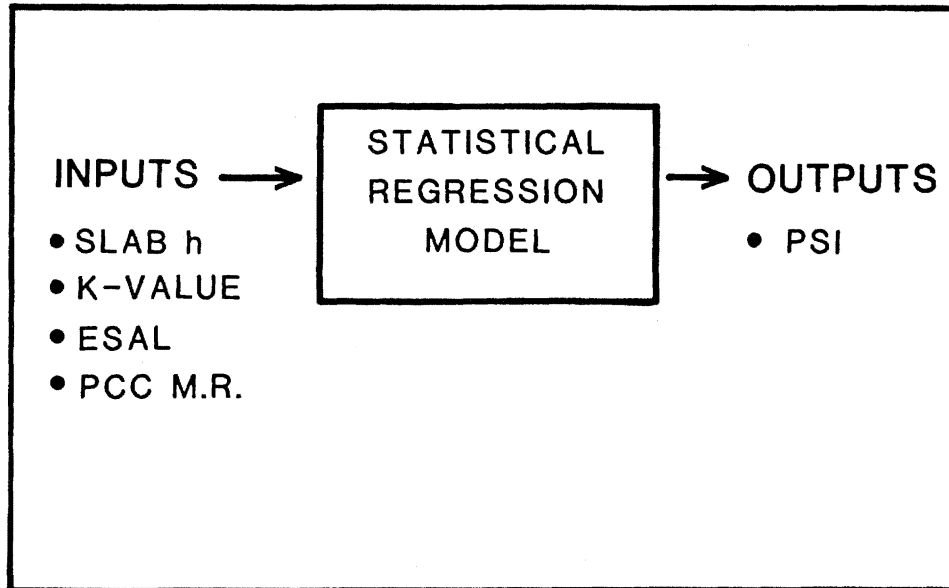 INPUTS
• SLAB h
• K-VALUE
• ESAL
• PCC M.R.
STATISTICAL
REGRESSION
MODEL
OUTPUTS
• PSI